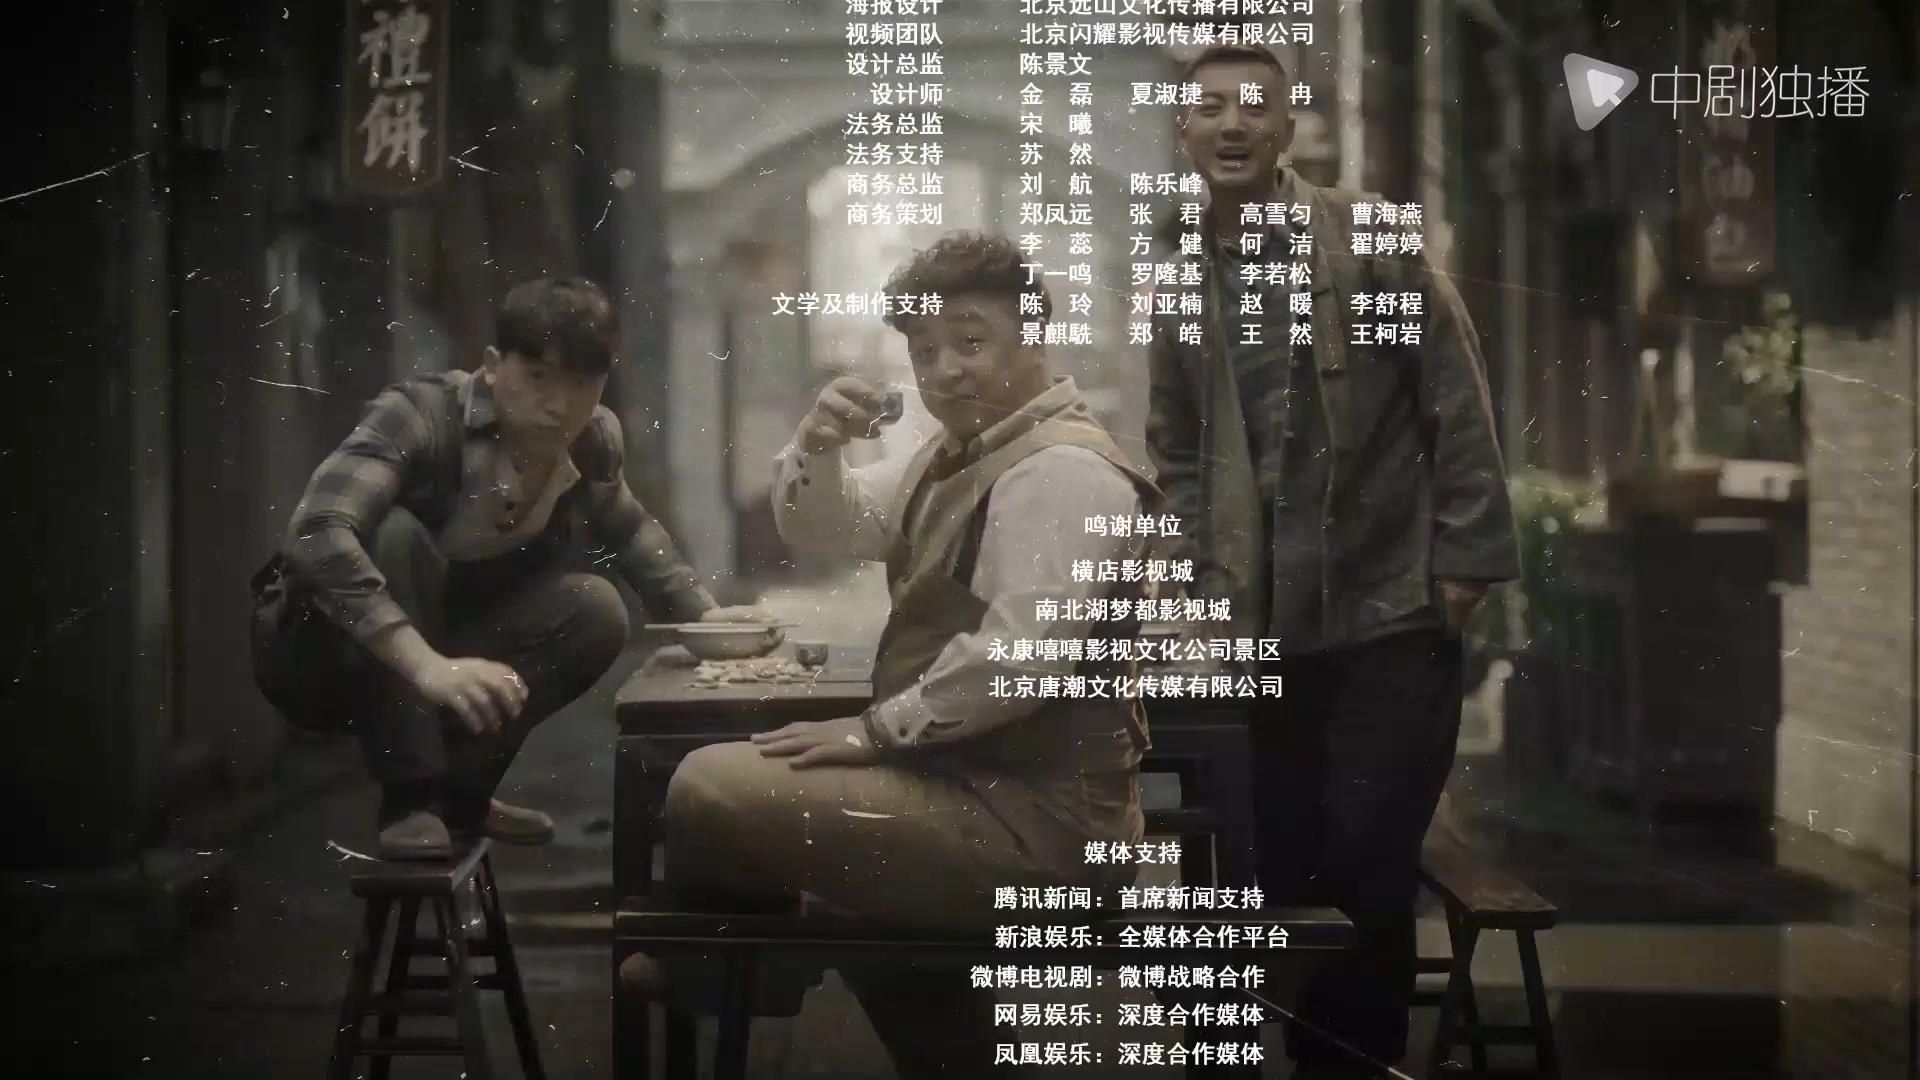 禮餅
中剧独播
海报设计 北京远山文化传播有限公司
视频团队 北京闪耀影视传媒有限公司
设计总监 陈景文
设计师 金 磊 夏淑捷 陈 冉
法务总监 宋 曦
法务支持 苏 然
商务总监 刘 航 陈乐峰
商务策划 郑凤远 张 君 高雪匀 曹海燕
李 蕊 方 健 何 洁 翟婷婷
丁一鸣 罗隆基 李若松
文学及制作支持 陈 玲 刘亚楠 赵 暖 李舒程
景麒駪 郑 皓 王 然 王柯岩
油包
鸣谢单位
横店影视城
南北湖梦都影视城
永康嘻嘻影视文化公司景区
北京唐潮文化传媒有限公司
媒体支持
腾讯新闻：首席新闻支持
新浪娱乐：全媒体合作平台
微博电视剧：微博战略合作
网易娱乐：深度合作媒体
凤凰娱乐：深度合作媒体